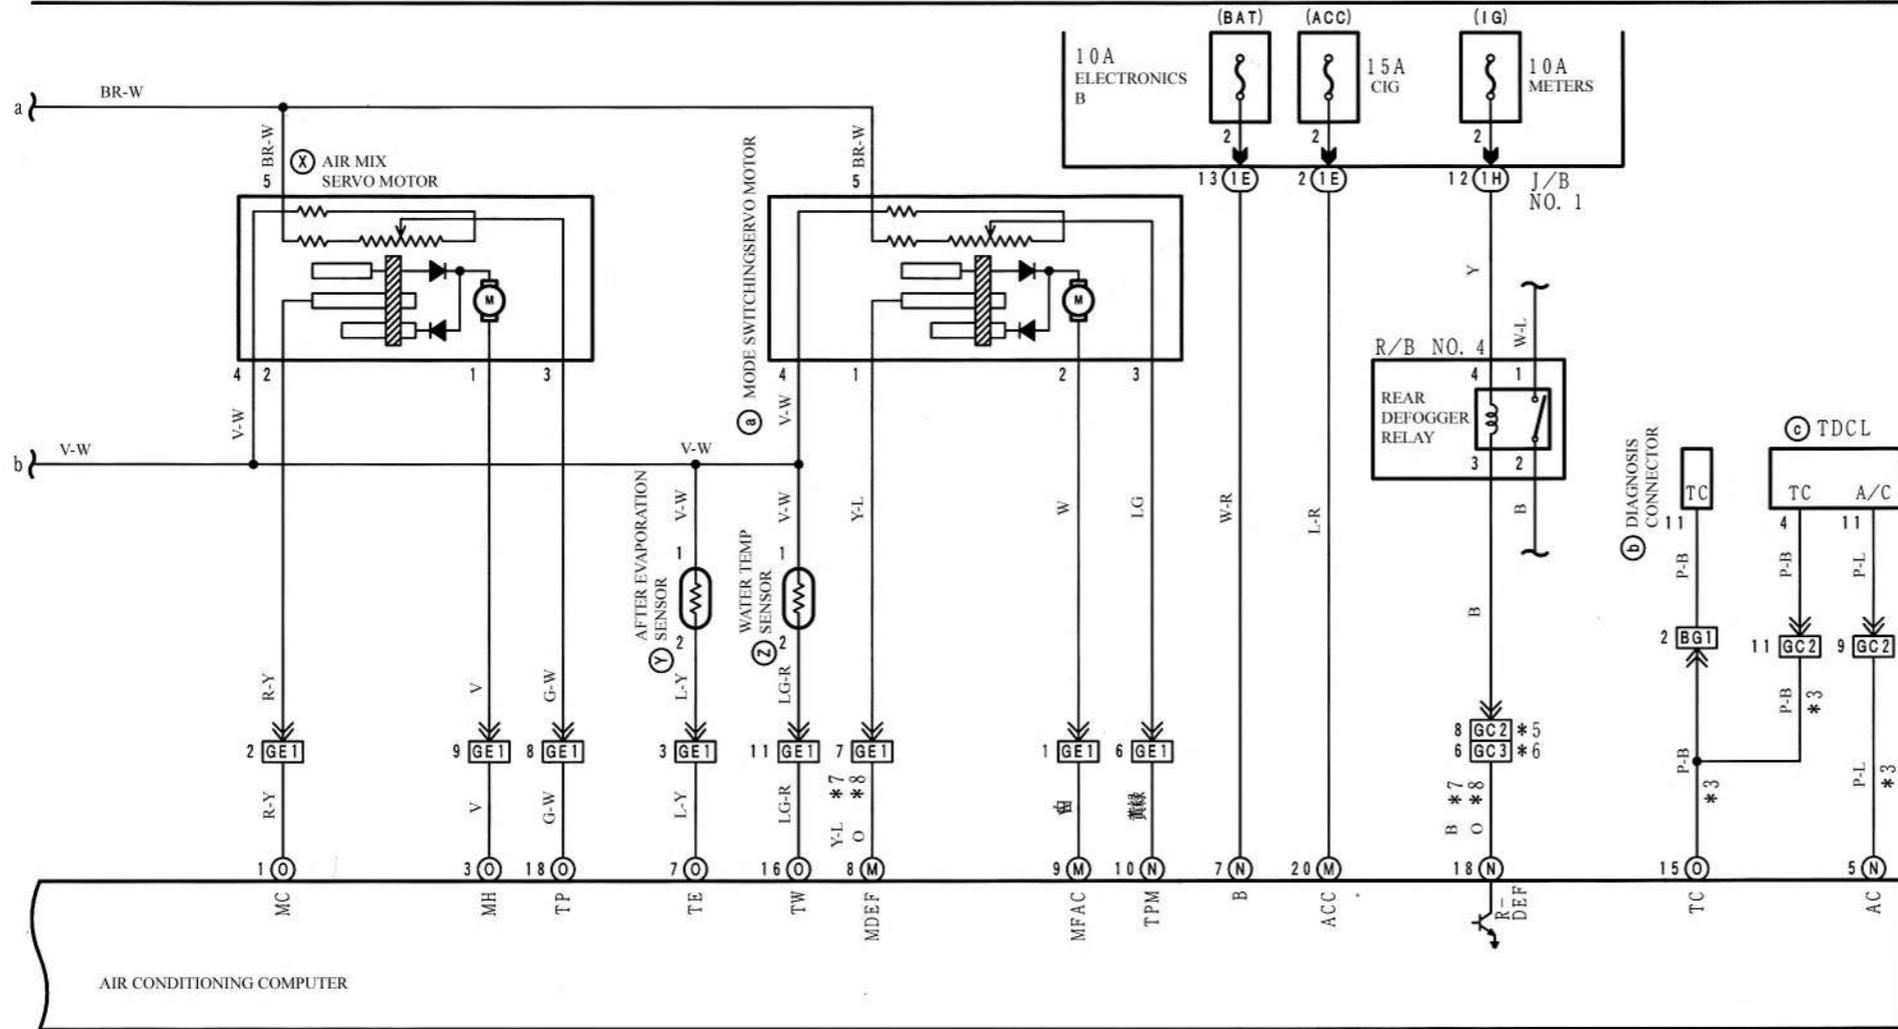 (BAT) (ACC) (IG)
10A
ELECTRONICS
B
15A
CIG
10A
METERS
2 2 2
13 1E 2 1E 12 1H
J/B
NO. 1
a BR-W
BR-W
5
X AIR MIX
SERVO MOTOR
BR-W
5
a MODE SWITCHINGSERVO MOTOR
M M
4 2 1 3
4 1 2 3
V-W
V-W
b V-W
V-W
Y
W-L
R/B NO. 4
4 1
REAR
DEFOGGER
RELAY
3 2
B
c TDCL
TC TC A/C
11 4 11
b DIAGNOSIS
CONNECTOR
Y AFTER EVAPORATION
SENSOR
V-W
1
2
Z WATER TEMP
SENSOR
V-W
1
2
Y-L W LG W-R L-R
B
P-B P-B P-L
2 BG1 11 GC2 9 GC2
R-Y V G-W L-Y LG-R
P-B *3
2 GE1 9 GE1 8 GE1 3 GE1 11 GE1 7 GE1 1 GE1 6 GE1
8 GC2 *5
6 GC3 *6
R-Y V G-W L-Y LG-R
Y-L *7
O *8
白
W
黄緑
B *7
O *8
P-B *3
P-L *3
1 O 3 O 18 O 7 O 16 O 8 M 9 M 10 N 7 N 20 N 18 N 15 O 5 N
MC MH TP TE TW MDEF MFAC TPM B ACC R-
DEF TC AC
AIR CONDITIONING COMPUTER